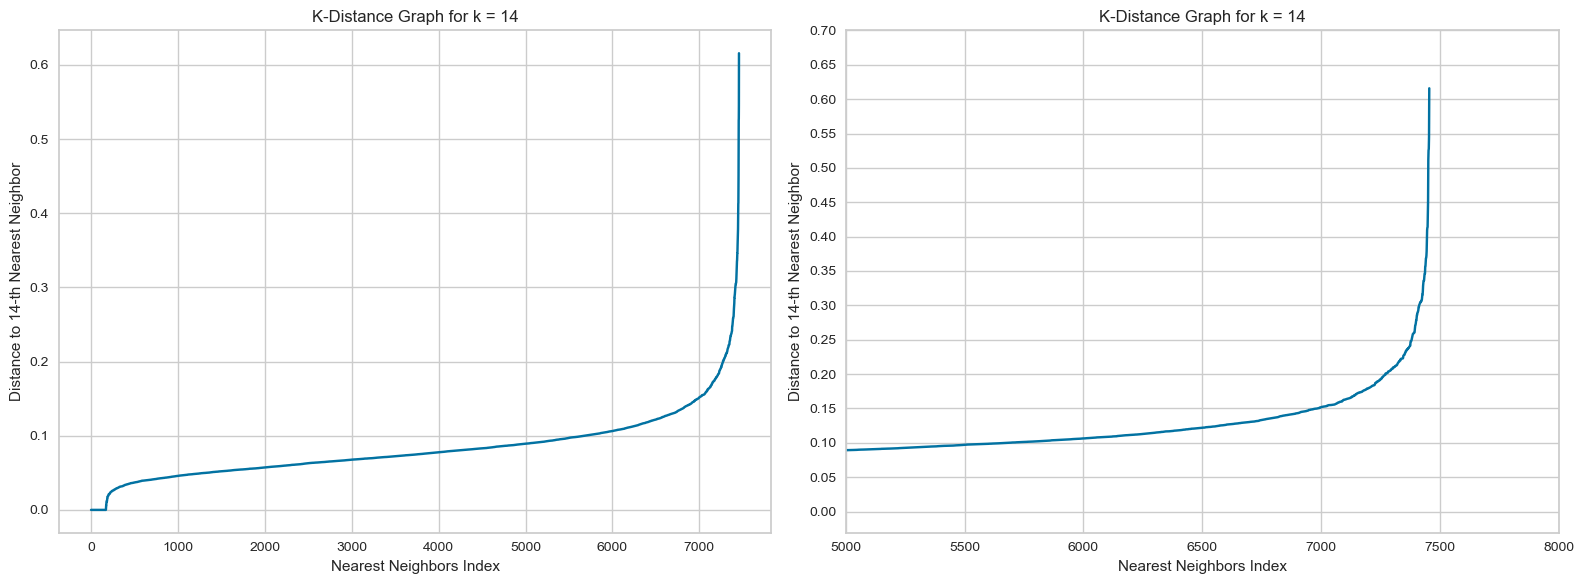 K-Distance Graph for k = 14
Distance to 14-th Nearest Neighbor
0.6
0.5
0.4
0.3
0.2
0.1
0.0
0 1000 2000 3000 4000 5000 6000 7000
Nearest Neighbors Index
K-Distance Graph for k = 14
Distance to 14-th Nearest Neighbor
0.70
0.65
0.60
0.55
0.50
0.45
0.40
0.35
0.30
0.25
0.20
0.15
0.10
0.05
0.00
5000 5500 6000 6500 7000 7500 8000
Nearest Neighbors Index